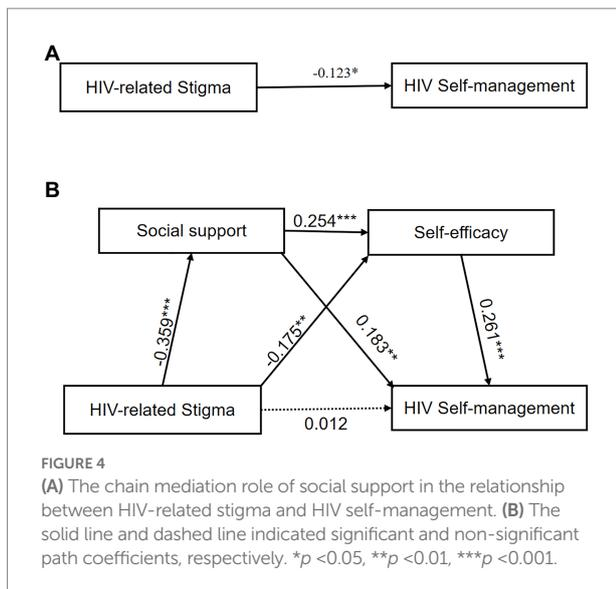 A
HIV-related Stigma
-0.123*
HIV Self-management
B
Social support
0.254***
Self-efficacy
-0.359***
-0.175**
0.183**
0.261***
HIV-related Stigma
0.012
HIV Self-management
FIGURE 4
(A) The chain mediation role of social support in the relationship
between HIV-related stigma and HIV self-management. (B) The
solid line and dashed line indicated significant and non-significant
path coefficients, respectively. *p <0.05, **p <0.01, ***p <0.001.